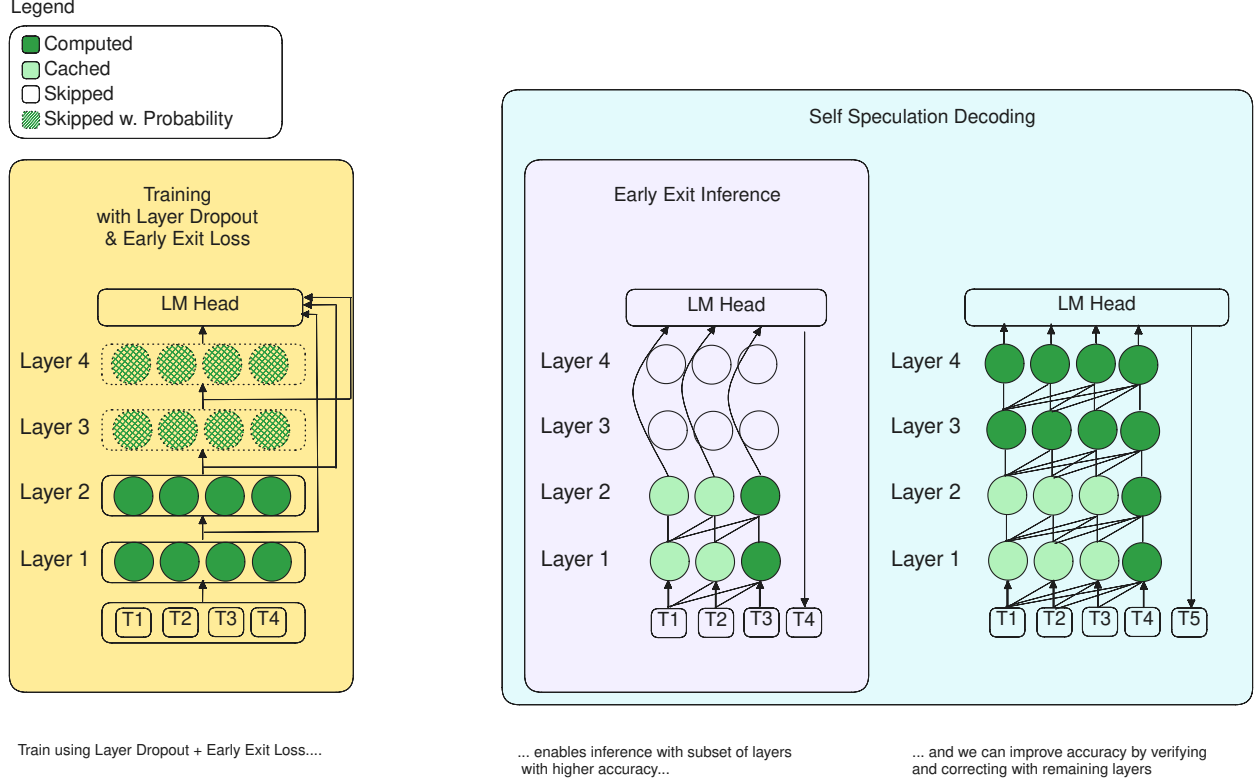 Legend
Computed
Cached
Skipped
Skipped w. Probability
Training
with Layer Dropout
& Early Exit Loss
LM Head
Layer 4
Layer 3
Layer 2
Layer 1
T1 T2 T3 T4
Train using Layer Dropout + Early Exit Loss....
Self Speculation Decoding
Early Exit Inference
LM Head
Layer 4
Layer 3
Layer 2
Layer 1
T1 T2 T3 T4
... enables inference with subset of layers
with higher accuracy...
LM Head
Layer 4
Layer 3
Layer 2
Layer 1
T1 T2 T3 T4 T5
... and we can improve accuracy by verifying
and correcting with remaining layers